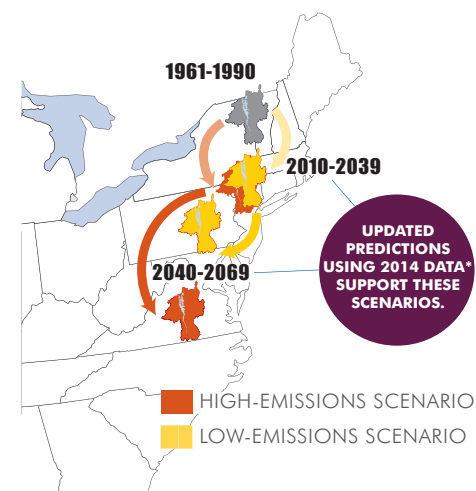 1961-1990
2010-2039
UPDATED
PREDICTIONS
USING 2014 DATA*
SUPPORT THESE
SCENARIOS.
2040-2069
HIGH-EMISSIONS SCENARIO
LOW-EMISSIONS SCENARIO